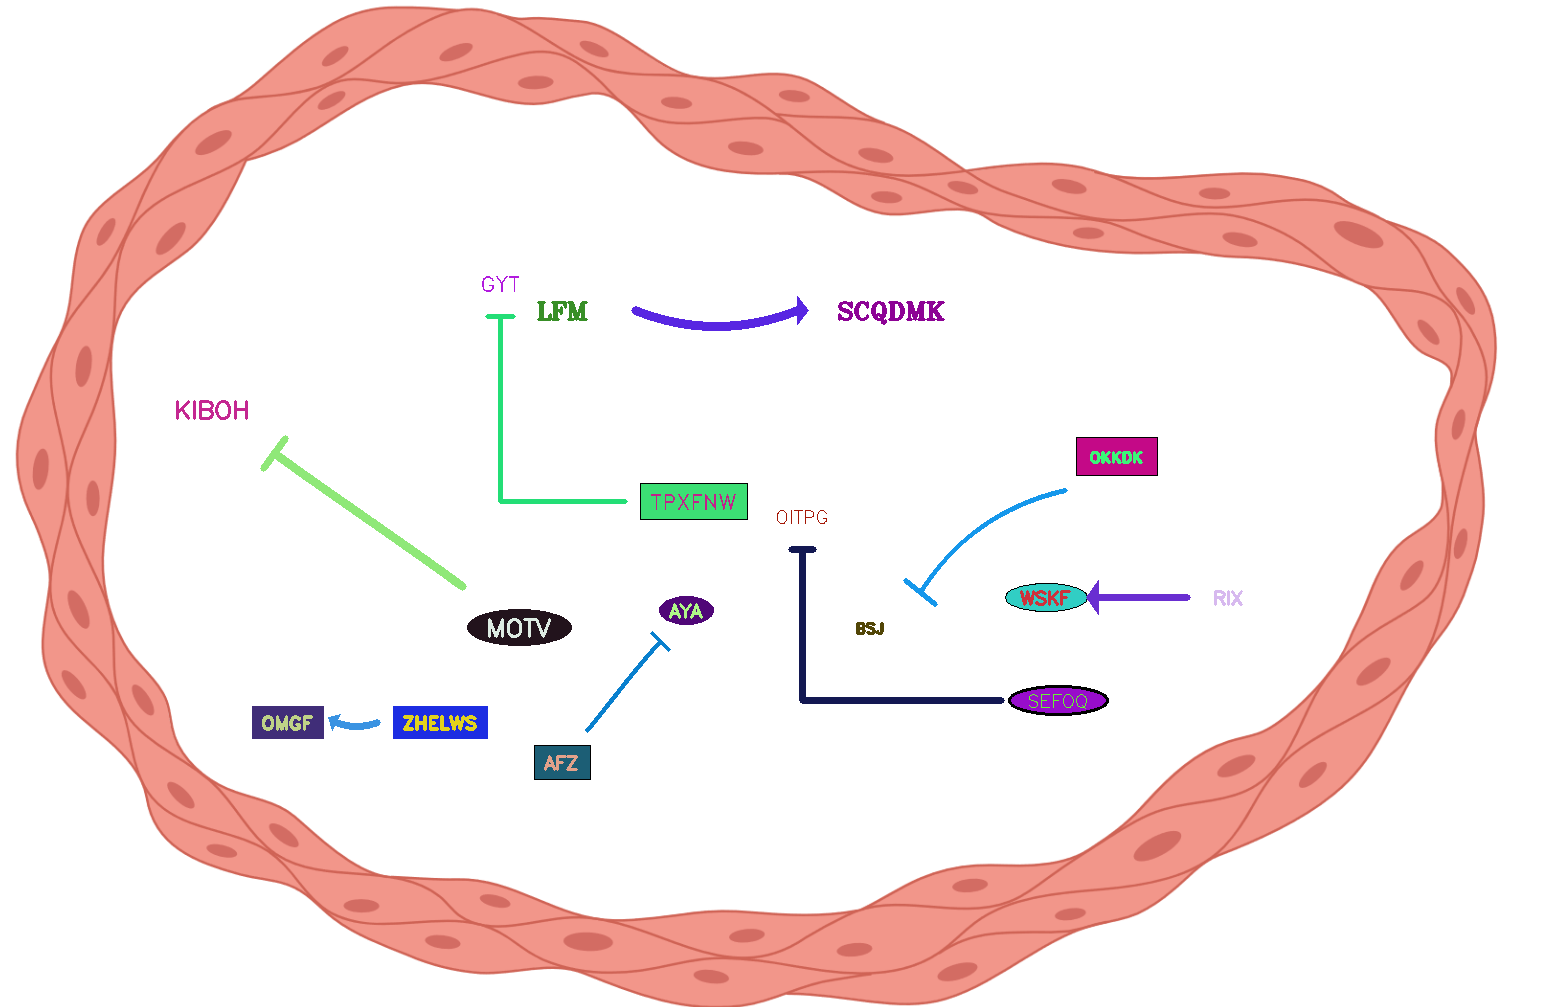 GYT
LFM
SCQDMK
KIBOH
OKKDK
TPXFNW
OITPG
WSKF
RIX
AYA
BSJ
MOTV
SEFOQ
OMGF
ZHELWS
AFZ